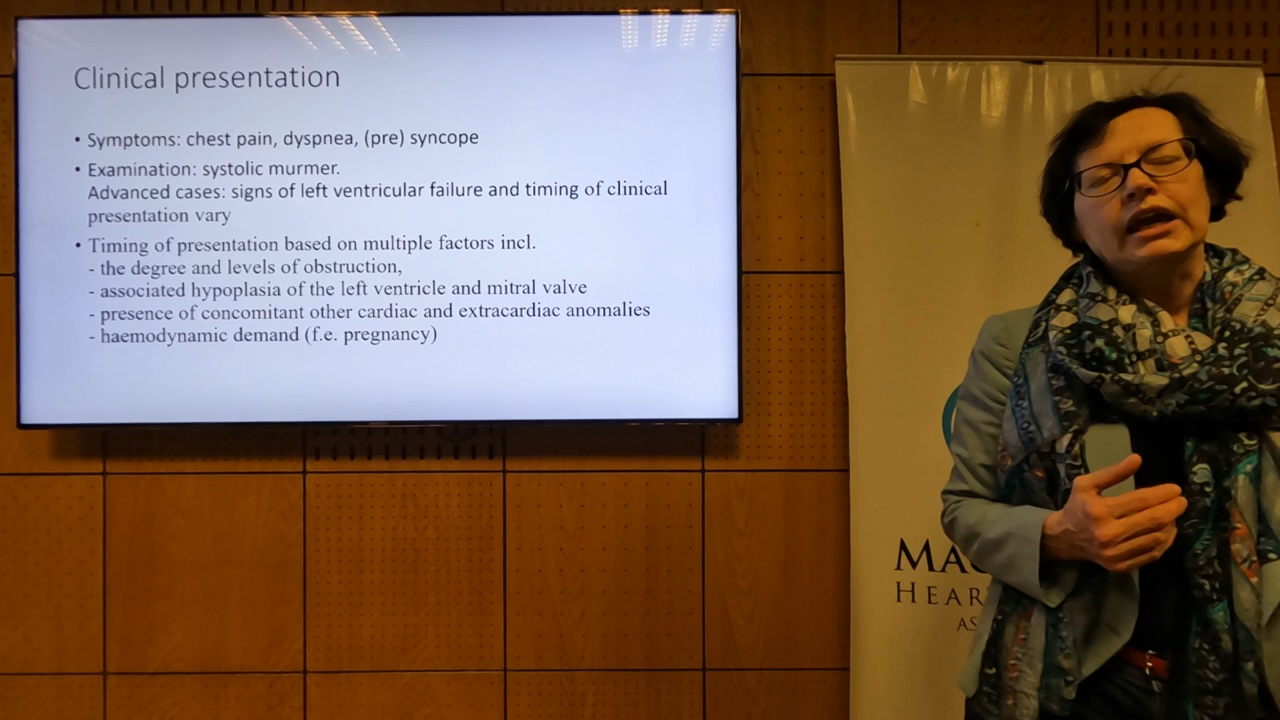 Clinical presentation
• Symptoms: chest pain, dyspnea, (pre) syncope
• Examination: systolic murmer.
Advanced cases: signs of left ventricular failure and timing of clinical
presentation vary
• Timing of presentation based on multiple factors incl.
- the degree and levels of obstruction,
- associated hypoplasia of the left ventricle and mitral valve
- presence of concomitant other cardiac and extracardiac anomalies
- haemodynamic demand (f.e. pregnancy)